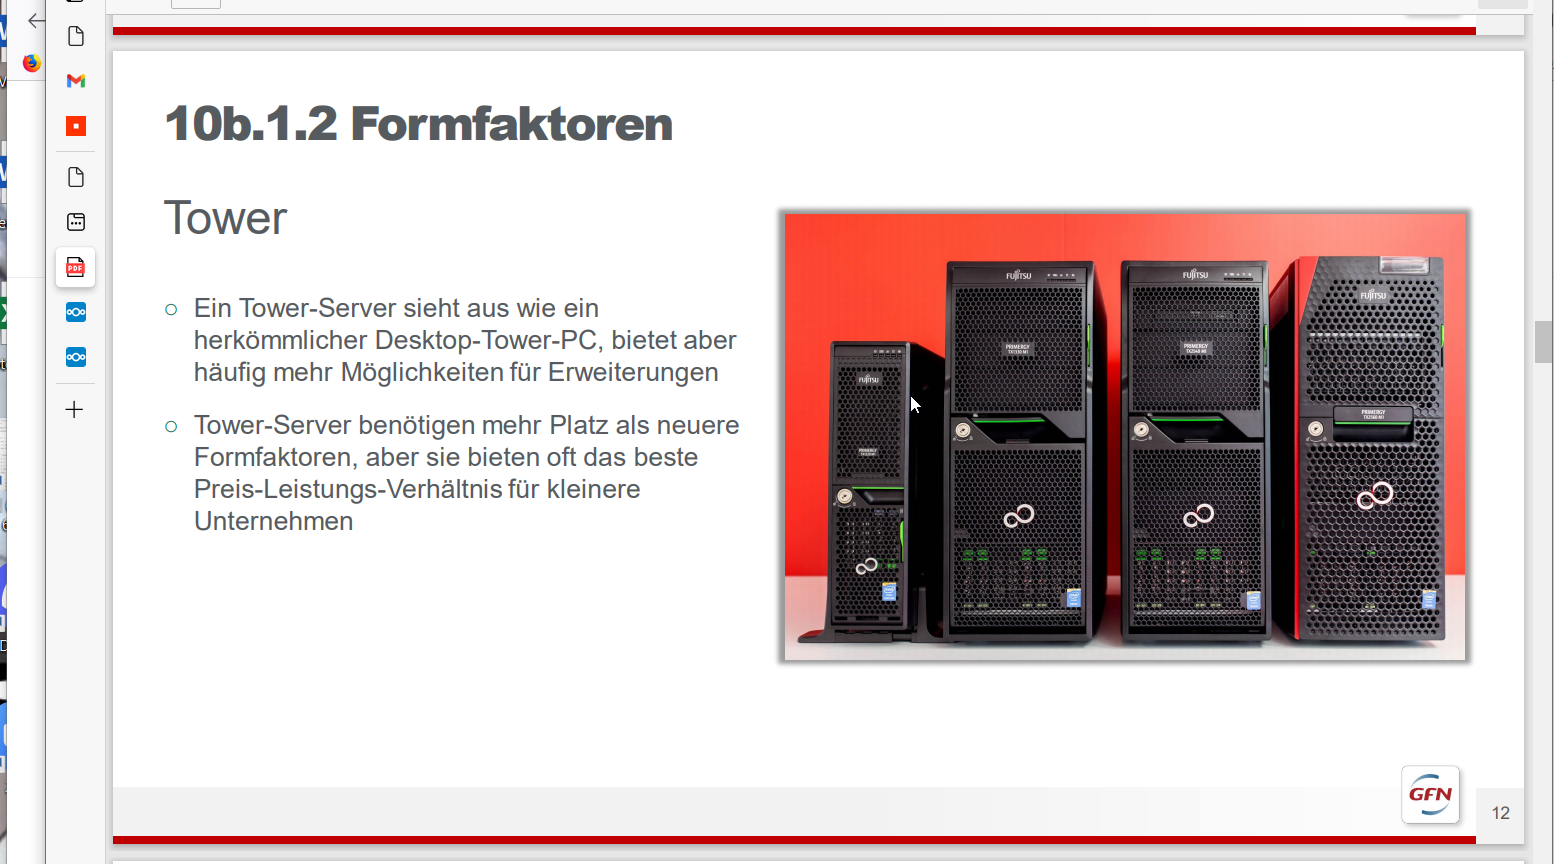 10b.1.2 Formfaktoren
Tower
Ein Tower-Server sieht aus wie ein
herkömmlicher Desktop-Tower-PC, bietet aber
häufig mehr Möglichkeiten für Erweiterungen
Tower-Server benötigen mehr Platz als neuere
Formfaktoren, aber sie bieten oft das beste
Preis-Leistungs-Verhältnis für kleinere
Unternehmen
FUJITSU
FUJITSU
FUJITSU
FUJITSU
PRIMERGY
PRIMERGY
PRIMERGY
PRIMERGY
PDF
GFN
12